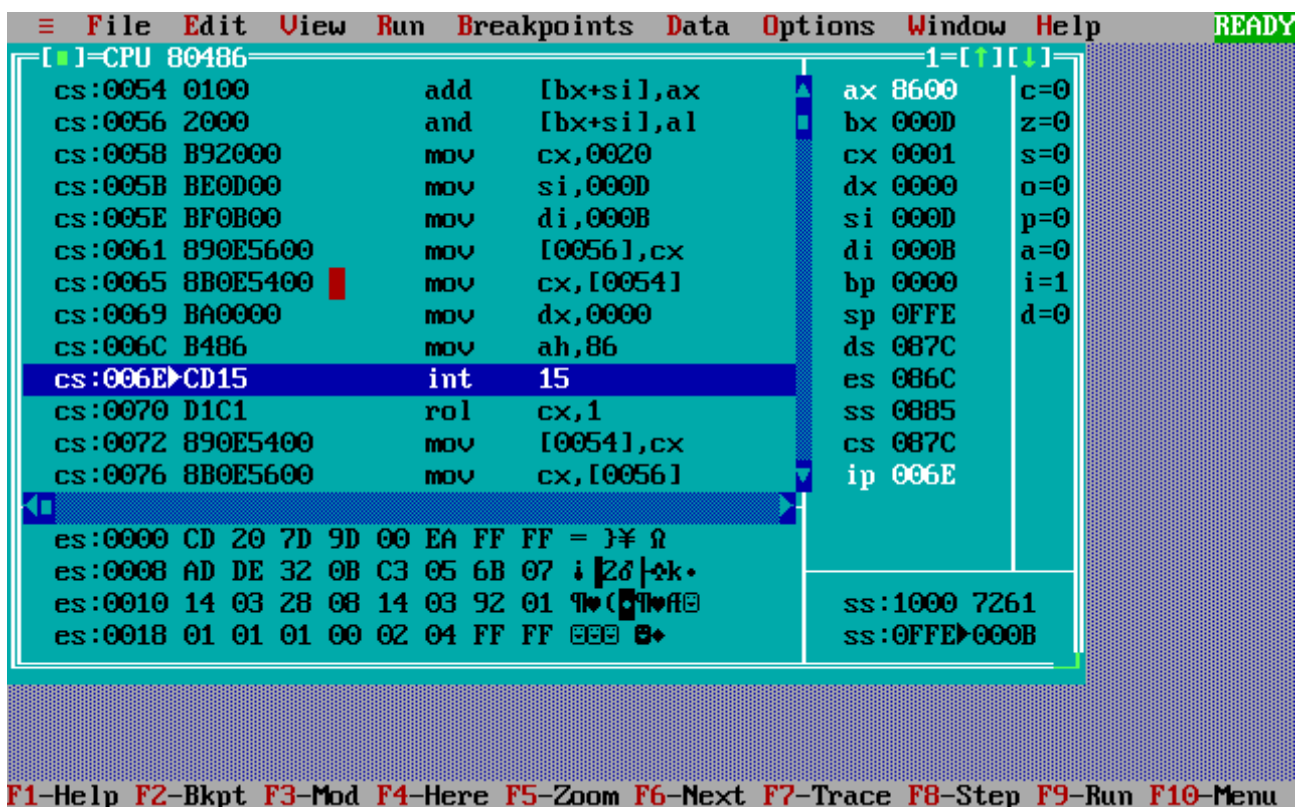 ≡ File Edit View Run Breakpoints Data Options Window Help READY
[■]=CPU 80486 1=[↑][↓]
cs:0054 0100 add [bx+si],ax ax 8600 c=0
cs:0056 2000 and [bx+si],al bx 000D z=0
cs:0058 B92000 mov cx,0020 cx 0001 s=0
cs:005B BE0D00 mov si,000D dx 0000 o=0
cs:005E BF0B00 mov di,000B si 000D p=0
cs:0061 890E5600 mov [0056],cx di 000B a=0
cs:0065 8B0E5400 mov cx,[0054] bp 0000 i=1
cs:0069 BA0000 mov dx,0000 sp 0FFE d=0
cs:006C B486 mov ah,86 ds 087C
cs:006E►CD15 int 15 es 086C
cs:0070 D1C1 rol cx,1 ss 0885
cs:0072 890E5400 mov [0054],cx cs 087C
cs:0076 8B0E5600 mov cx,[0056] ip 006E
es:0000 CD 20 7D 9D 00 EA FF FF = }¥ Ω
es:0008 AD DE 32 0B C3 05 6B 07 ¡▐2♂├♣k•
es:0010 14 03 28 08 14 03 92 01 ¶♥(◘¶♥Æ☺ ss:1000 7261
es:0018 01 01 01 00 02 04 FF FF ☺☺☺ ☻♦ ss:0FFE►000B
F1-Help F2-Bkpt F3-Mod F4-Here F5-Zoom F6-Next F7-Trace F8-Step F9-Run F10-Menu